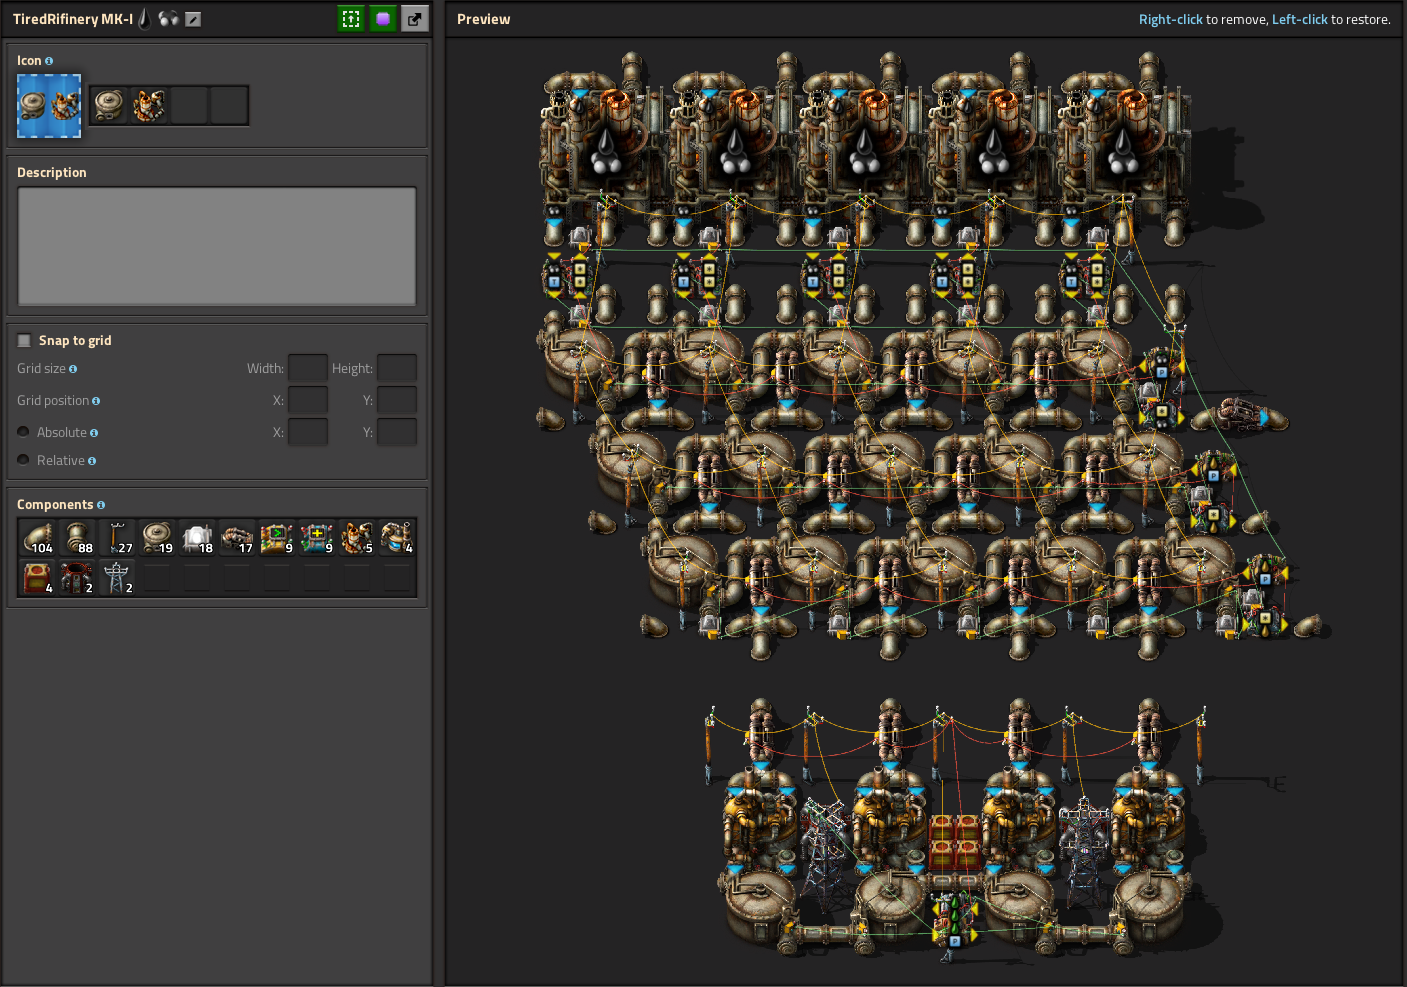 TiredRifinery MK-I
Preview
Right-click to remove, Left-click to restore.
Icon
Description
Snap to grid
Grid size
Width:
Height:
Grid position
X:
Y:
Absolute
X:
Y:
Relative
Components
104
88
27
19
18
17
9
9
5
4
4
2
2
T
T
T
T
T
P
P
P
P